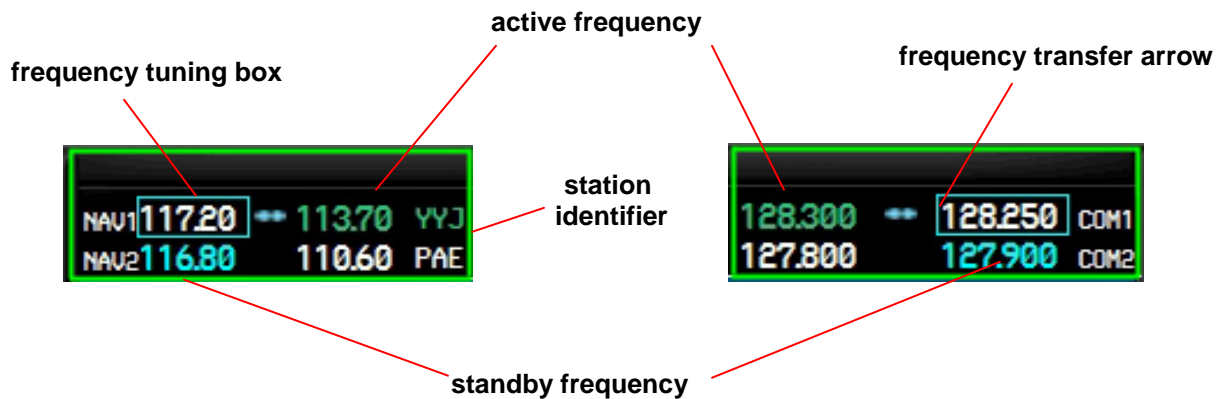 active frequency
frequency tuning box
frequency transfer arrow
NAV1 117.20 113.70 YYJ
NAV2 116.80 110.60 PAE
station
identifier
128.300 128.250 COM1
127.800 127.900 COM2
standby frequency